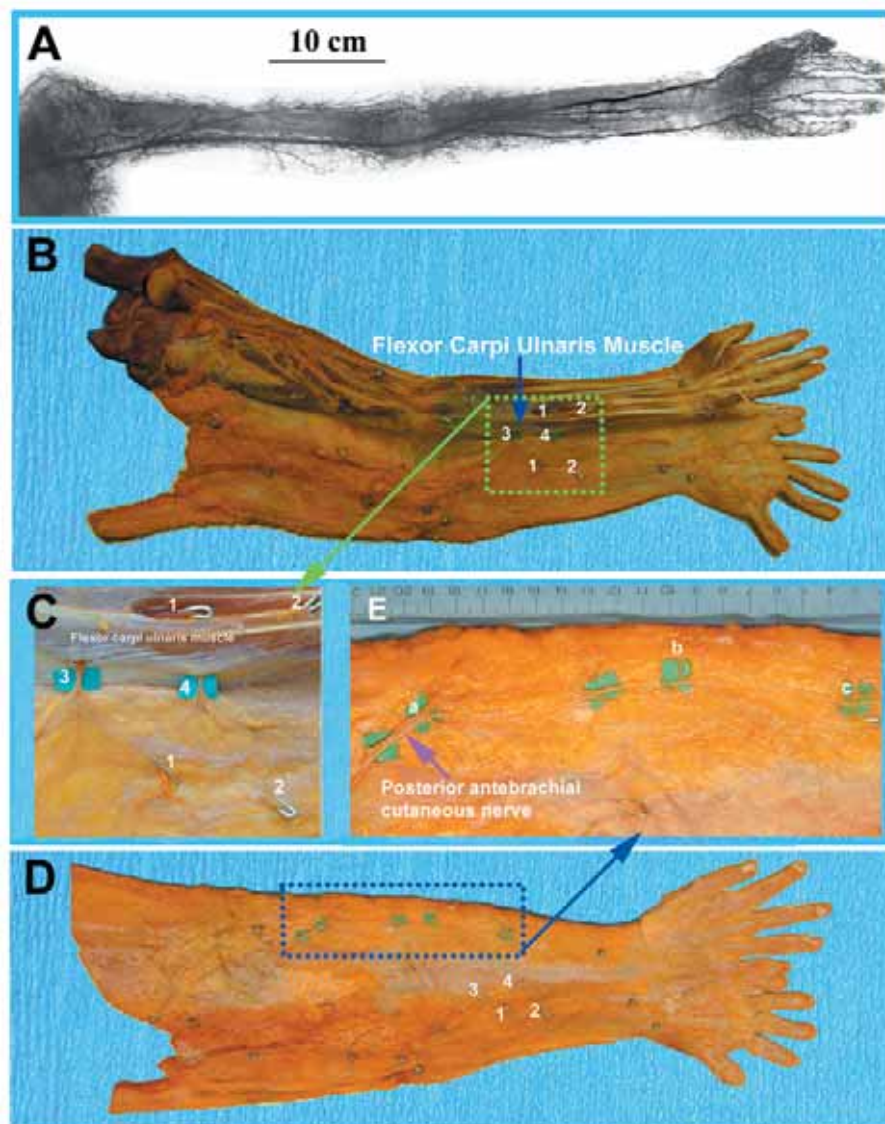 A
10 cm
B
Flexor Carpi Ulnaris Muscle
1 2
3 4
1 2
C
1 2
Flexor carpi ulnaris muscle
3 4
1
2
E
b
a c
Posterior antebrachial
cutaneous nerve
D
4
3
1 2